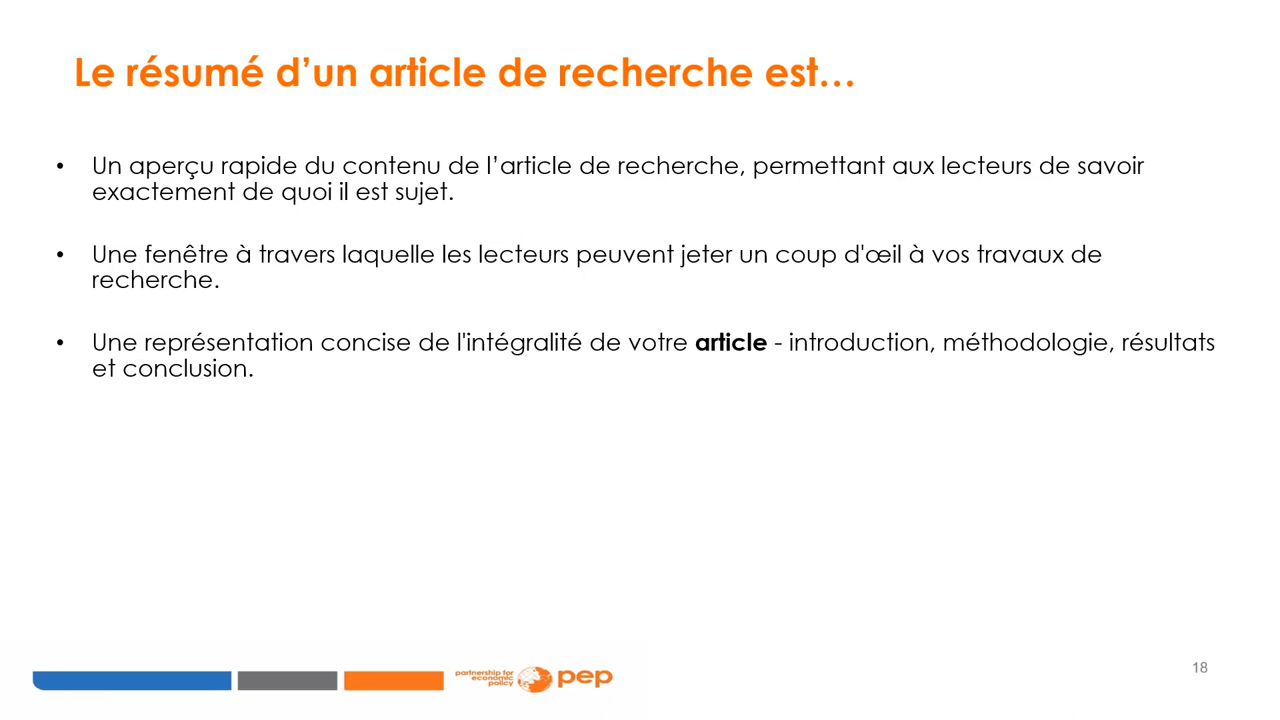 Le résumé d’un article de recherche est…
• Un aperçu rapide du contenu de l’article de recherche, permettant aux lecteurs de savoir
exactement de quoi il est sujet.
• Une fenêtre à travers laquelle les lecteurs peuvent jeter un coup d'œil à vos travaux de
recherche.
• Une représentation concise de l'intégralité de votre article - introduction, méthodologie, résultats
et conclusion.
partnership for
economic
policy
pep
18